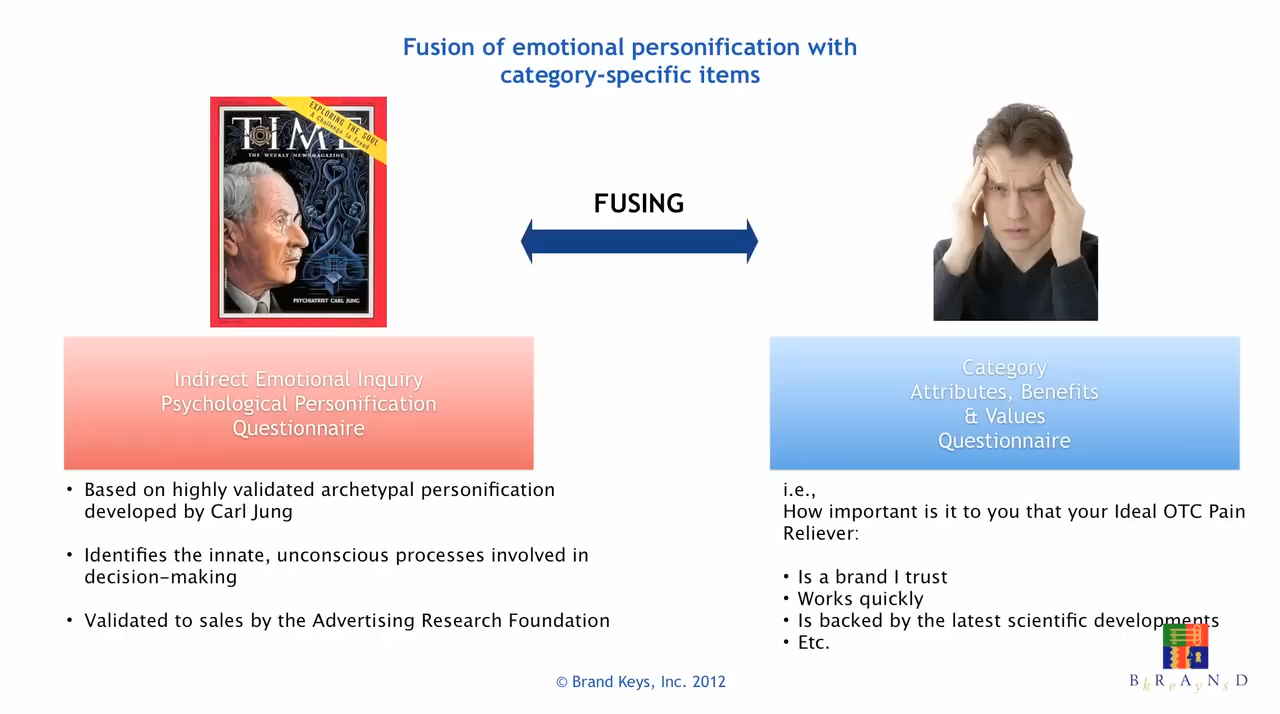 Fusion of emotional personification with
category-specific items
EXPLORING THE SOUL
A Challenge to Freud
TIME
THE WEEKLY NEWSMAGAZINE
PSYCHIATRIST CARL JUNG
FUSING
Indirect Emotional Inquiry
Psychological Personification
Questionnaire
Category
Attributes, Benefits
& Values
Questionnaire
• Based on highly validated archetypal personification
developed by Carl Jung
• Identifies the innate, unconscious processes involved in
decision-making
• Validated to sales by the Advertising Research Foundation
i.e.,
How important is it to you that your Ideal OTC Pain
Reliever:
• Is a brand I trust
• Works quickly
• Is backed by the latest scientific developments
• Etc.
© Brand Keys, Inc. 2012
BkReAyNsD